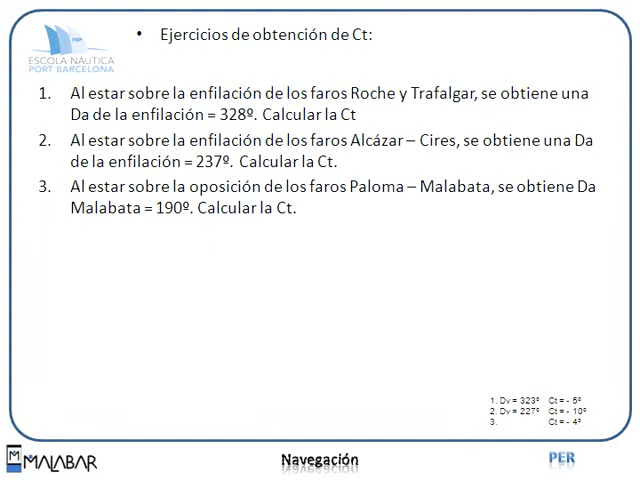 • Ejercicios de obtención de Ct:
ESCOLA NÀUTICA
PORT BARCELONA
1. Al estar sobre la enfilación de los faros Roche y Trafalgar, se obtiene una
Da de la enfilación = 328º. Calcular la Ct
2. Al estar sobre la enfilación de los faros Alcázar – Cires, se obtiene una Da
de la enfilación = 237º. Calcular la Ct.
3. Al estar sobre la oposición de los faros Paloma – Malabata, se obtiene Da
Malabata = 190º. Calcular la Ct.
1. Dv = 323º Ct = - 5º
2. Dv = 227º Ct = - 10º
3. Ct = - 4º
MALABAR
Navegación
PER